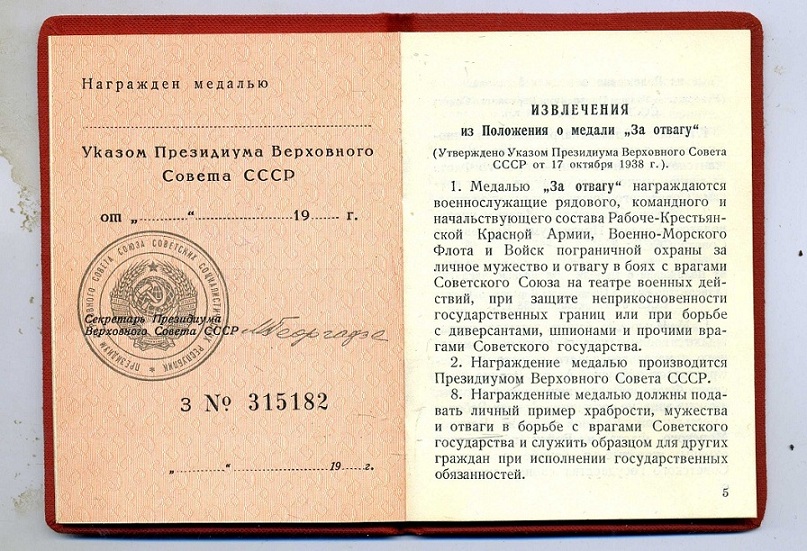 Награжден медалью
Указом Президиума Верховного
Совета СССР
от „ “ 19 г.
ПРЕЗИДИУМ ВЕРХОВНОГО СОВЕТА СОЮЗА СОВЕТСКИХ СОЦИАЛИСТИЧЕСКИХ РЕСПУБЛИК
Секретарь Президиума
Верховного Совета СССР МГеоргадзе
З № 315182
„ “ 19 г.
ИЗВЛЕЧЕНИЯ
из Положения о медали „За отвагу“
(Утверждено Указом Президиума Верховного Совета
СССР от 17 октября 1938 г.).
1. Медалью „За отвагу“ награждаются
военнослужащие рядового, командного и
начальствующего состава Рабоче-Крестьян-
ской Красной Армии, Военно-Морского
Флота и Войск пограничной охраны за
личное мужество и отвагу в боях с врагами
Советского Союза на театре военных дей-
ствий, при защите неприкосновенности
государственных границ или при борьбе
с диверсантами, шпионами и прочими вра-
гами Советского государства.
2. Награждение медалью производится
Президиумом Верховного Совета СССР.
8. Награжденные медалью должны пода-
вать личный пример храбрости, мужества
и отваги в борьбе с врагами Советского
государства и служить образцом для других
граждан при исполнении государственных
обязанностей.
5